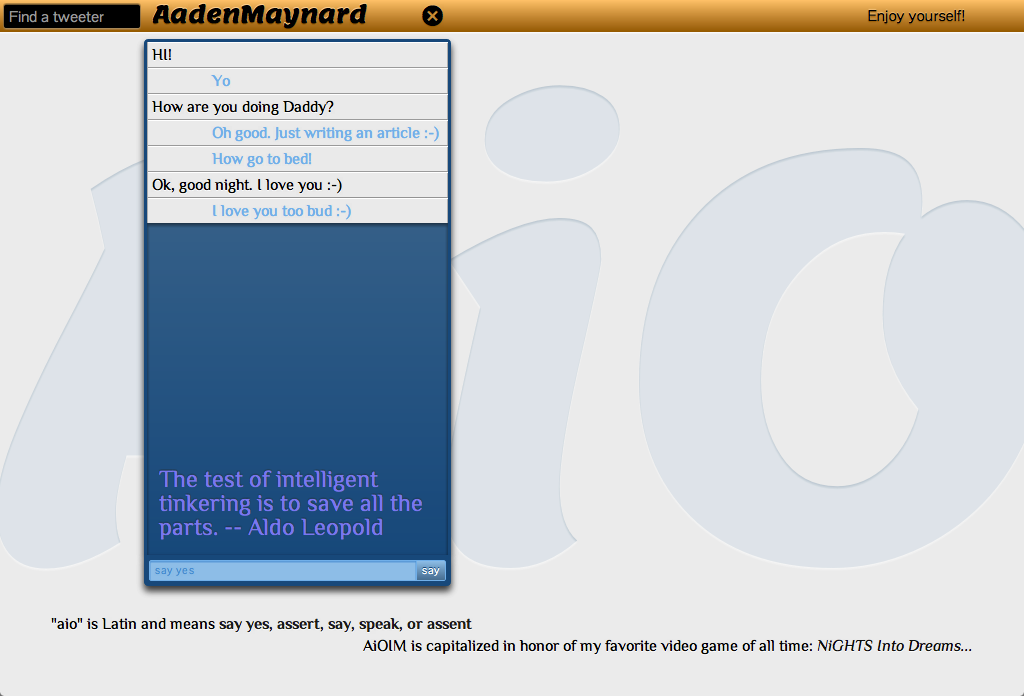 Find a tweeter
AadenMaynard
Enjoy yourself!
HI!
Yo
How are you doing Daddy?
Oh good. Just writing an article :-)
How go to bed!
Ok, good night. I love you :-)
I love you too bud :-)
Aio
The test of intelligent
tinkering is to save all the
parts. -- Aldo Leopold
say yes
say
"aio" is Latin and means say yes, assert, say, speak, or assent
AiOIM is capitalized in honor of my favorite video game of all time: NiGHTS Into Dreams...